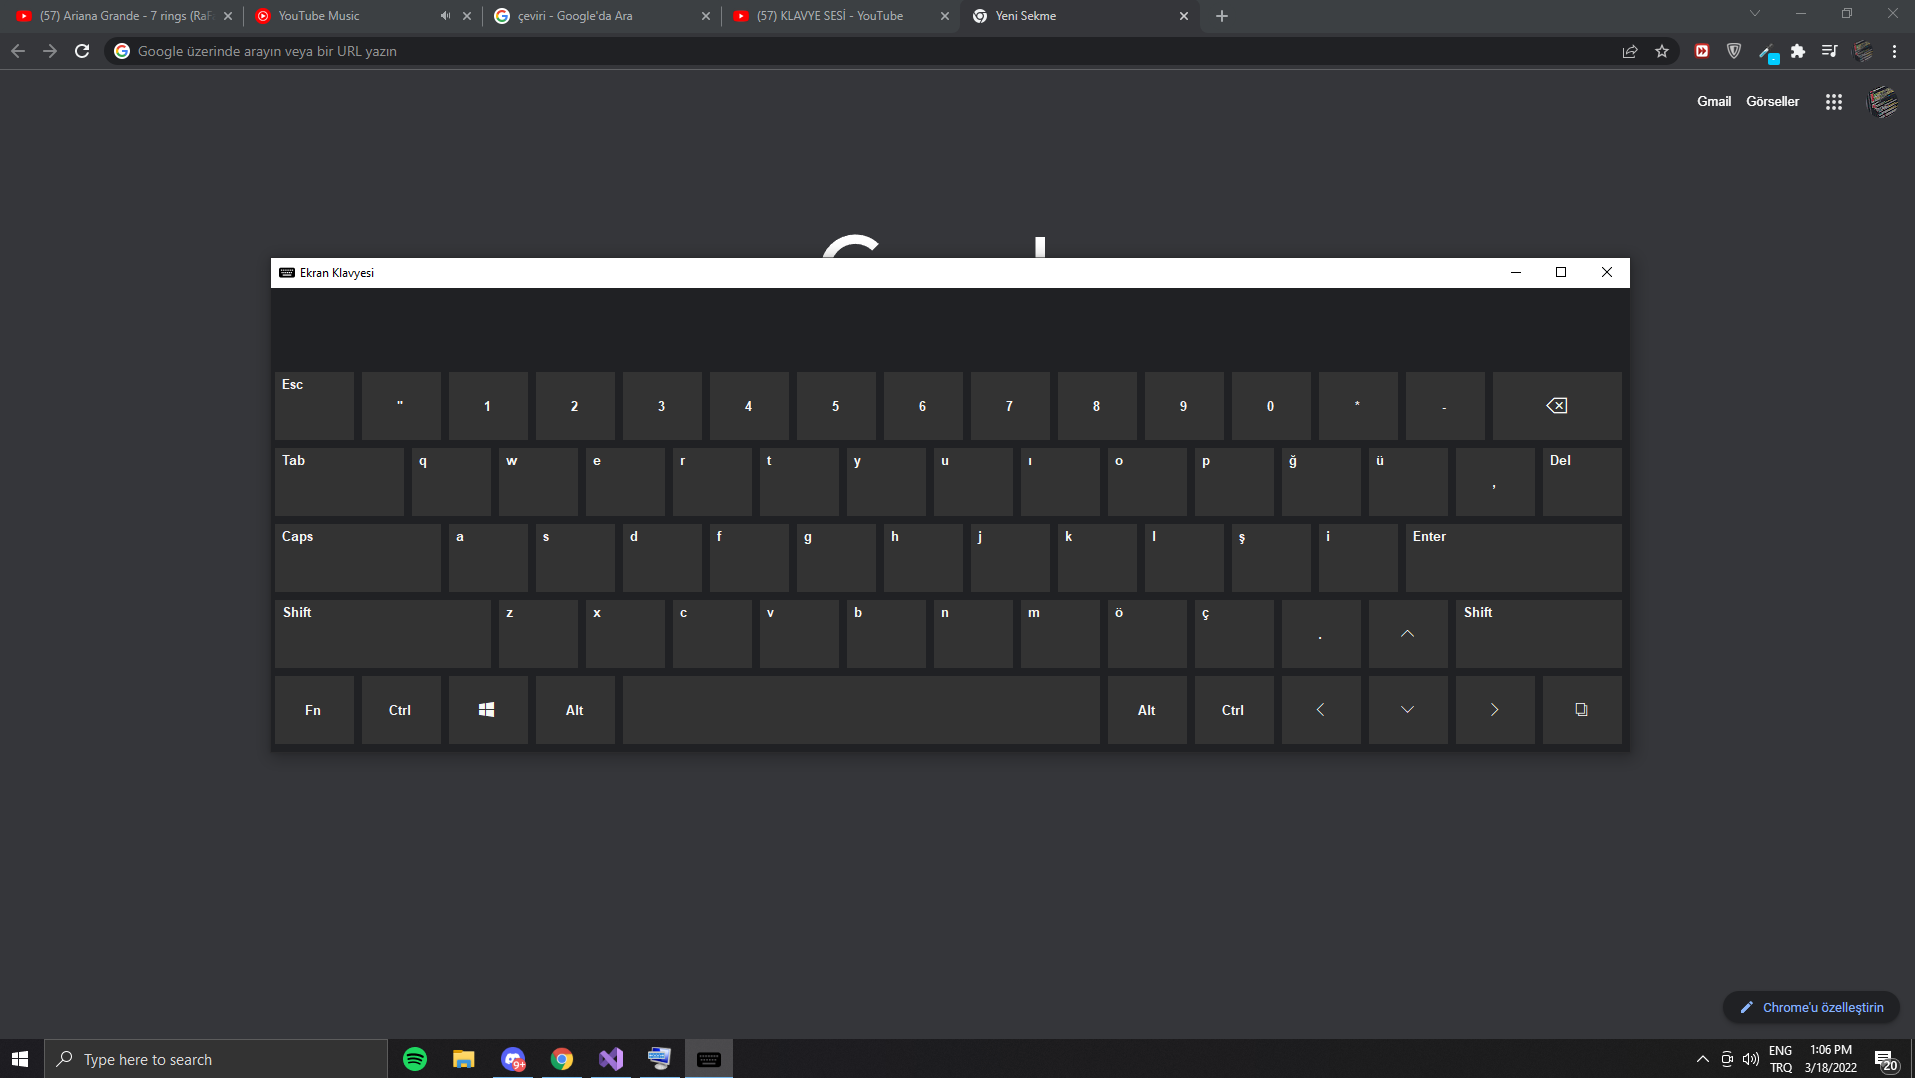 (57) Ariana Grande - 7 rings (RaF
YouTube Music
çeviri - Google'da Ara
(57) KLAVYE SESİ - YouTube
Yeni Sekme
Google üzerinde arayın veya bir URL yazın
Gmail Görseller
Ekran Klavyesi
Esc " 1 2 3 4 5 6 7 8 9 0 * -
Tab q w e r t y u ı o p ğ ü , Del
Caps a s d f g h j k l ş i Enter
Shift z x c v b n m ö ç . Shift
Fn Ctrl Alt Alt Ctrl
Chrome'u özelleştirin
Type here to search
9+
ENG
TRQ
1:06 PM
3/18/2022
20